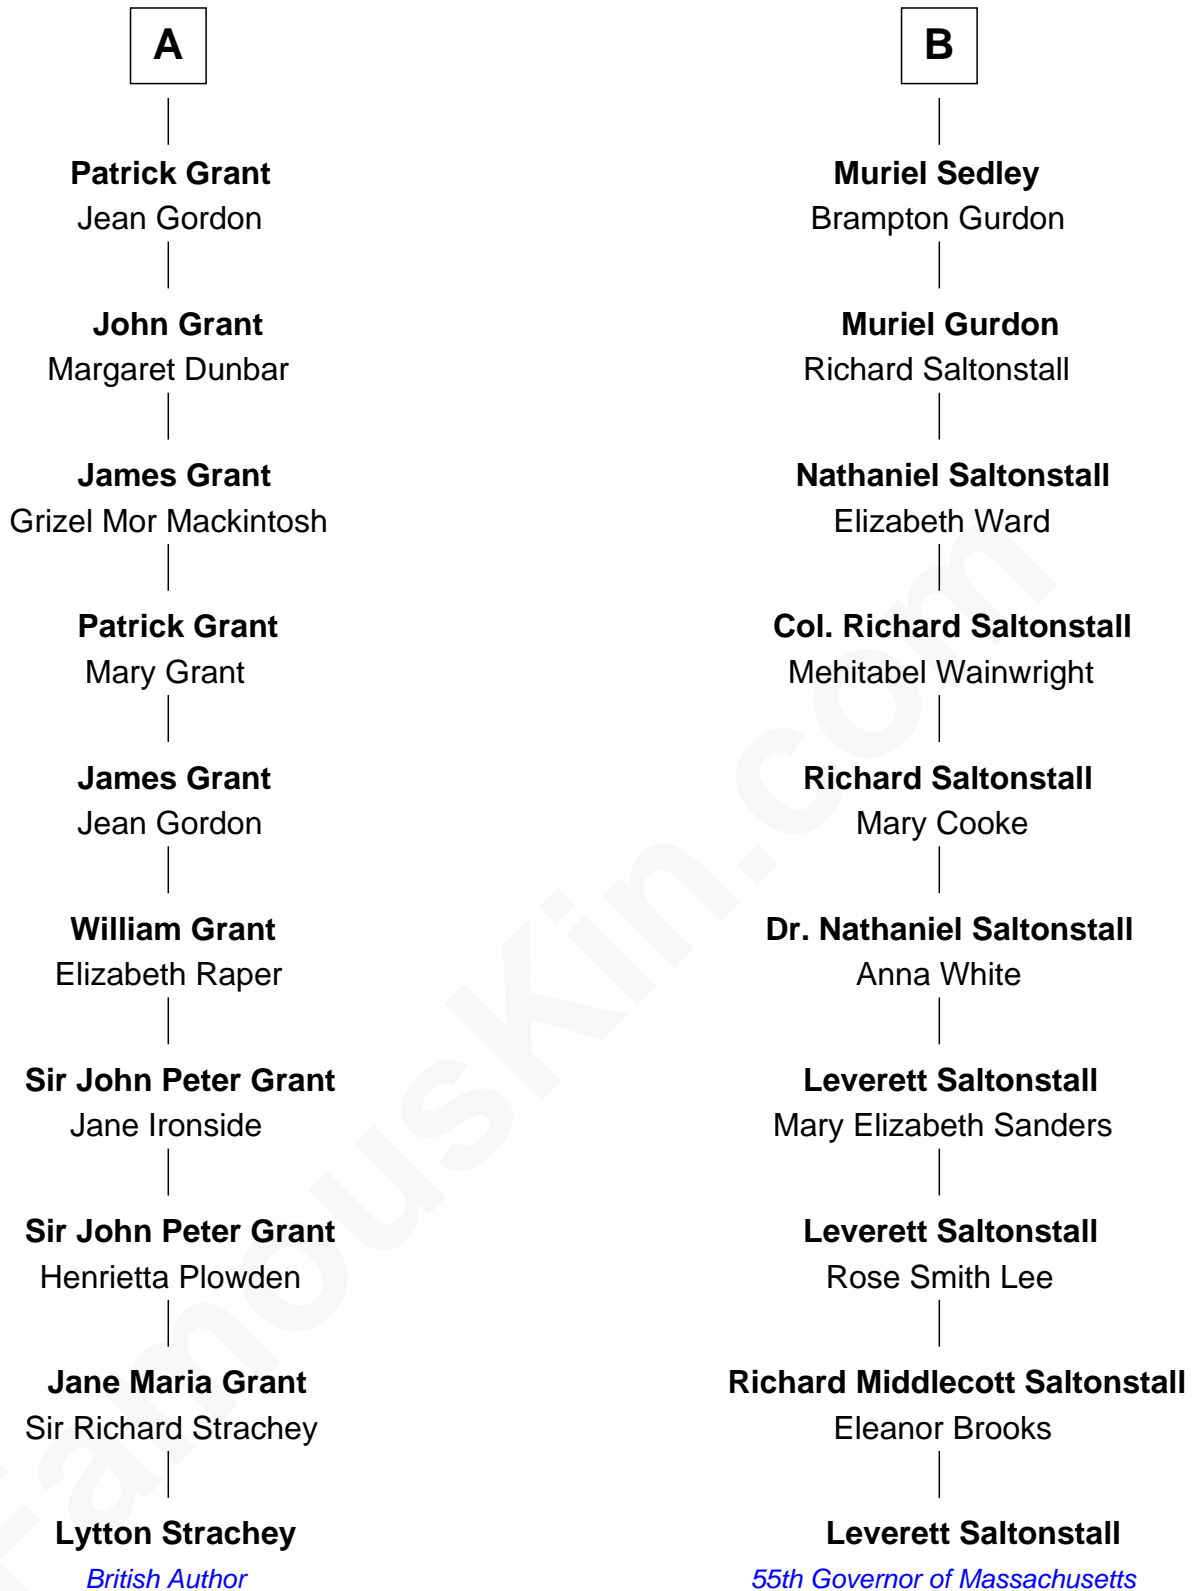 A
Patrick Grant
Jean Gordon
John Grant
Margaret Dunbar
James Grant
Grizel Mor Mackintosh
Patrick Grant
Mary Grant
James Grant
Jean Gordon
William Grant
Elizabeth Raper
Sir John Peter Grant
Jane Ironside
Sir John Peter Grant
Henrietta Plowden
Jane Maria Grant
Sir Richard Strachey
Lytton Strachey
British Author
B
Muriel Sedley
Brampton Gurdon
Muriel Gurdon
Richard Saltonstall
Nathaniel Saltonstall
Elizabeth Ward
Col. Richard Saltonstall
Mehitabel Wainwright
Richard Saltonstall
Mary Cooke
Dr. Nathaniel Saltonstall
Anna White
Leverett Saltonstall
Mary Elizabeth Sanders
Leverett Saltonstall
Rose Smith Lee
Richard Middlecott Saltonstall
Eleanor Brooks
Leverett Saltonstall
55th Governor of Massachusetts
FamousKin.com